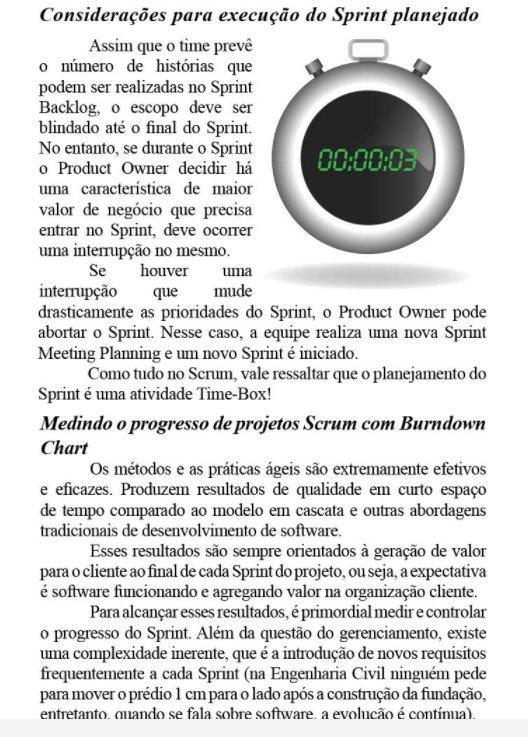 Considerações para execução do Sprint planejado
Assim que o time prevê
o número de histórias que
podem ser realizadas no Sprint
Backlog, o escopo deve ser
blindado até o final do Sprint.
No entanto, se durante o Sprint
o Product Owner decidir há
uma característica de maior
valor de negócio que precisa
entrar no Sprint, deve ocorrer
uma interrupção no mesmo.
00:00:03
Se houver uma
interrupção que mude
drasticamente as prioridades do Sprint, o Product Owner pode
abortar o Sprint. Nesse caso, a equipe realiza uma nova Sprint
Meeting Planning e um novo Sprint é iniciado.
Como tudo no Scrum, vale ressaltar que o planejamento do
Sprint é uma atividade Time-Box!
Medindo o progresso de projetos Scrum com Burndown
Chart
Os métodos e as práticas ágeis são extremamente efetivos
e eficazes. Produzem resultados de qualidade em curto espaço
de tempo comparado ao modelo em cascata e outras abordagens
tradicionais de desenvolvimento de software.
Esses resultados são sempre orientados à geração de valor
para o cliente ao final de cada Sprint do projeto, ou seja, a expectativa
é software funcionando e agregando valor na organização cliente.
Para alcançar esses resultados, é primordial medir e controlar
o progresso do Sprint. Além da questão do gerenciamento, existe
uma complexidade inerente, que é a introdução de novos requisitos
frequentemente a cada Sprint (na Engenharia Civil ninguém pede
para mover o prédio 1 cm para o lado após a construção da fundação,
entretanto, quando se fala sobre software, a evolução é contínua).